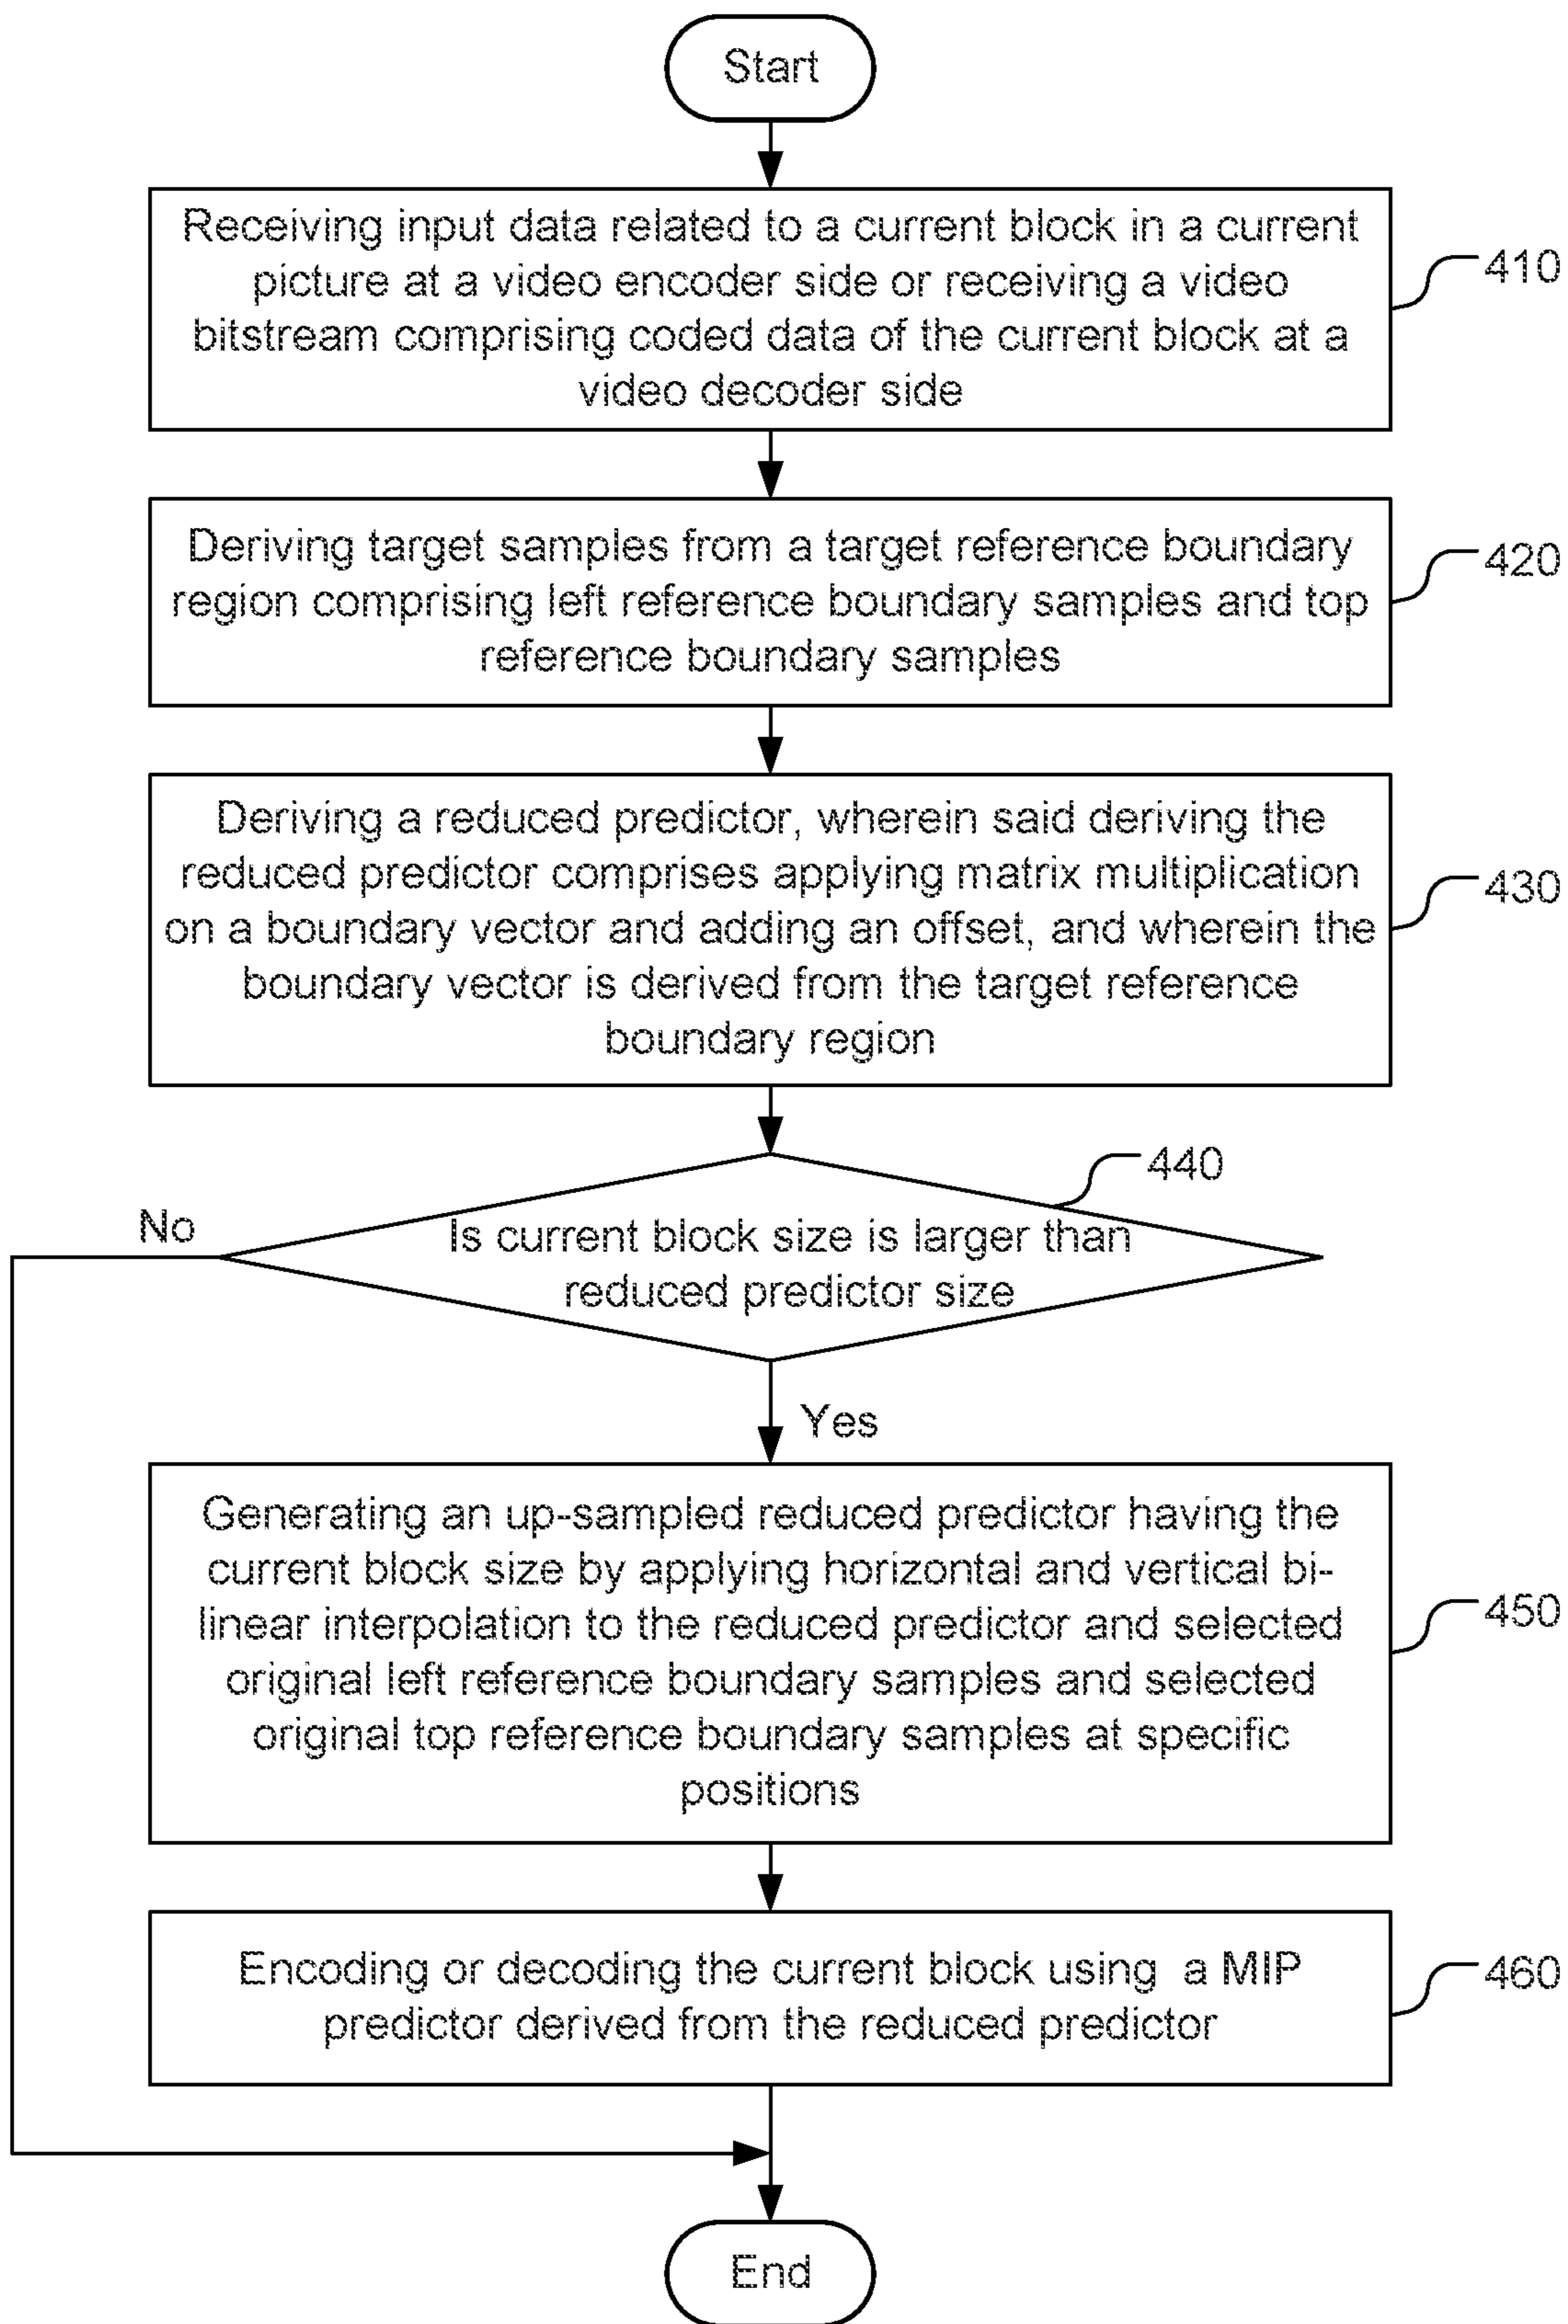 Start
Receiving input data related to a current block in a current
picture at a video encoder side or receiving a video
bitstream comprising coded data of the current block at a
video decoder side
410
Deriving target samples from a target reference boundary
region comprising left reference boundary samples and top
reference boundary samples
420
Deriving a reduced predictor, wherein said deriving the
reduced predictor comprises applying matrix multiplication
on a boundary vector and adding an offset, and wherein the
boundary vector is derived from the target reference
boundary region
430
440
No
Is current block size is larger than
reduced predictor size
Yes
Generating an up-sampled reduced predictor having the
current block size by applying horizontal and vertical bi-
linear interpolation to the reduced predictor and selected
original left reference boundary samples and selected
original top reference boundary samples at specific
positions
450
Encoding or decoding the current block using a MIP
predictor derived from the reduced predictor
460
End